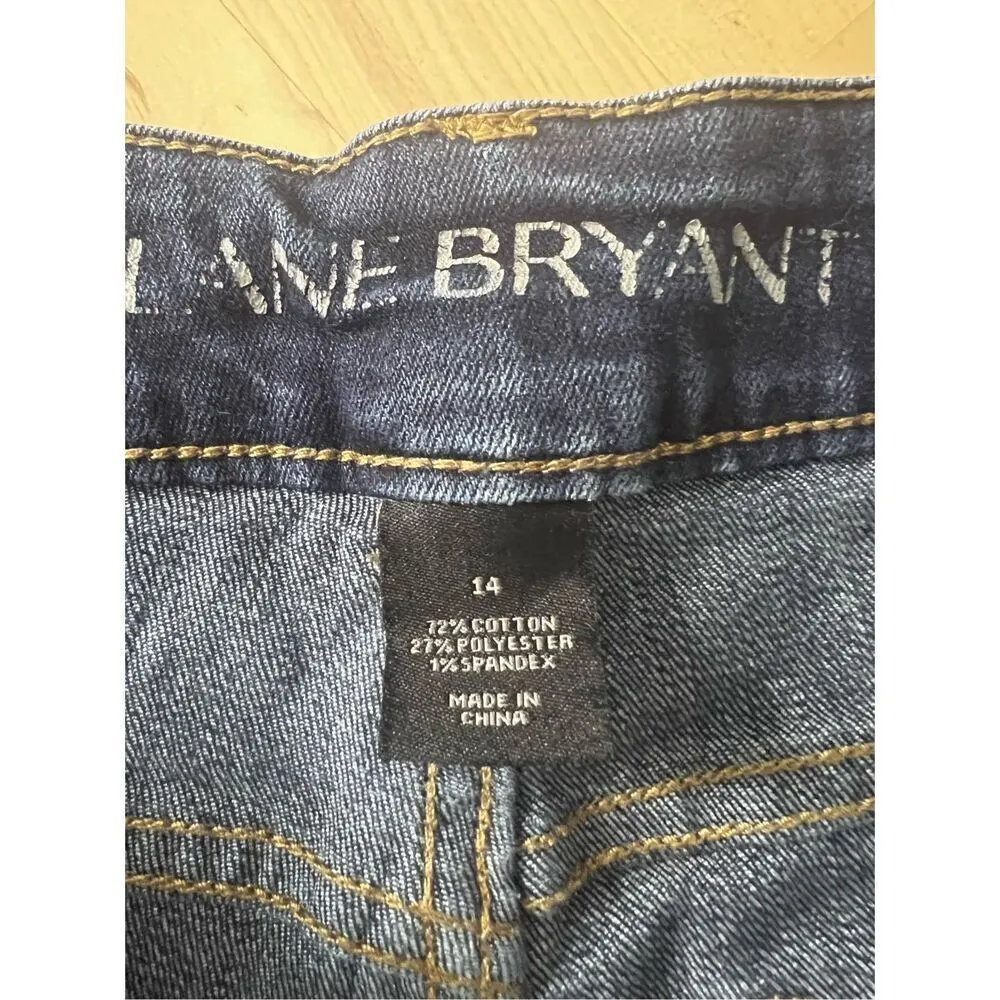 LANE BRYANT
14
72% COTTON
27% POLYESTER
1% SPANDEX
MADE IN
CHINA